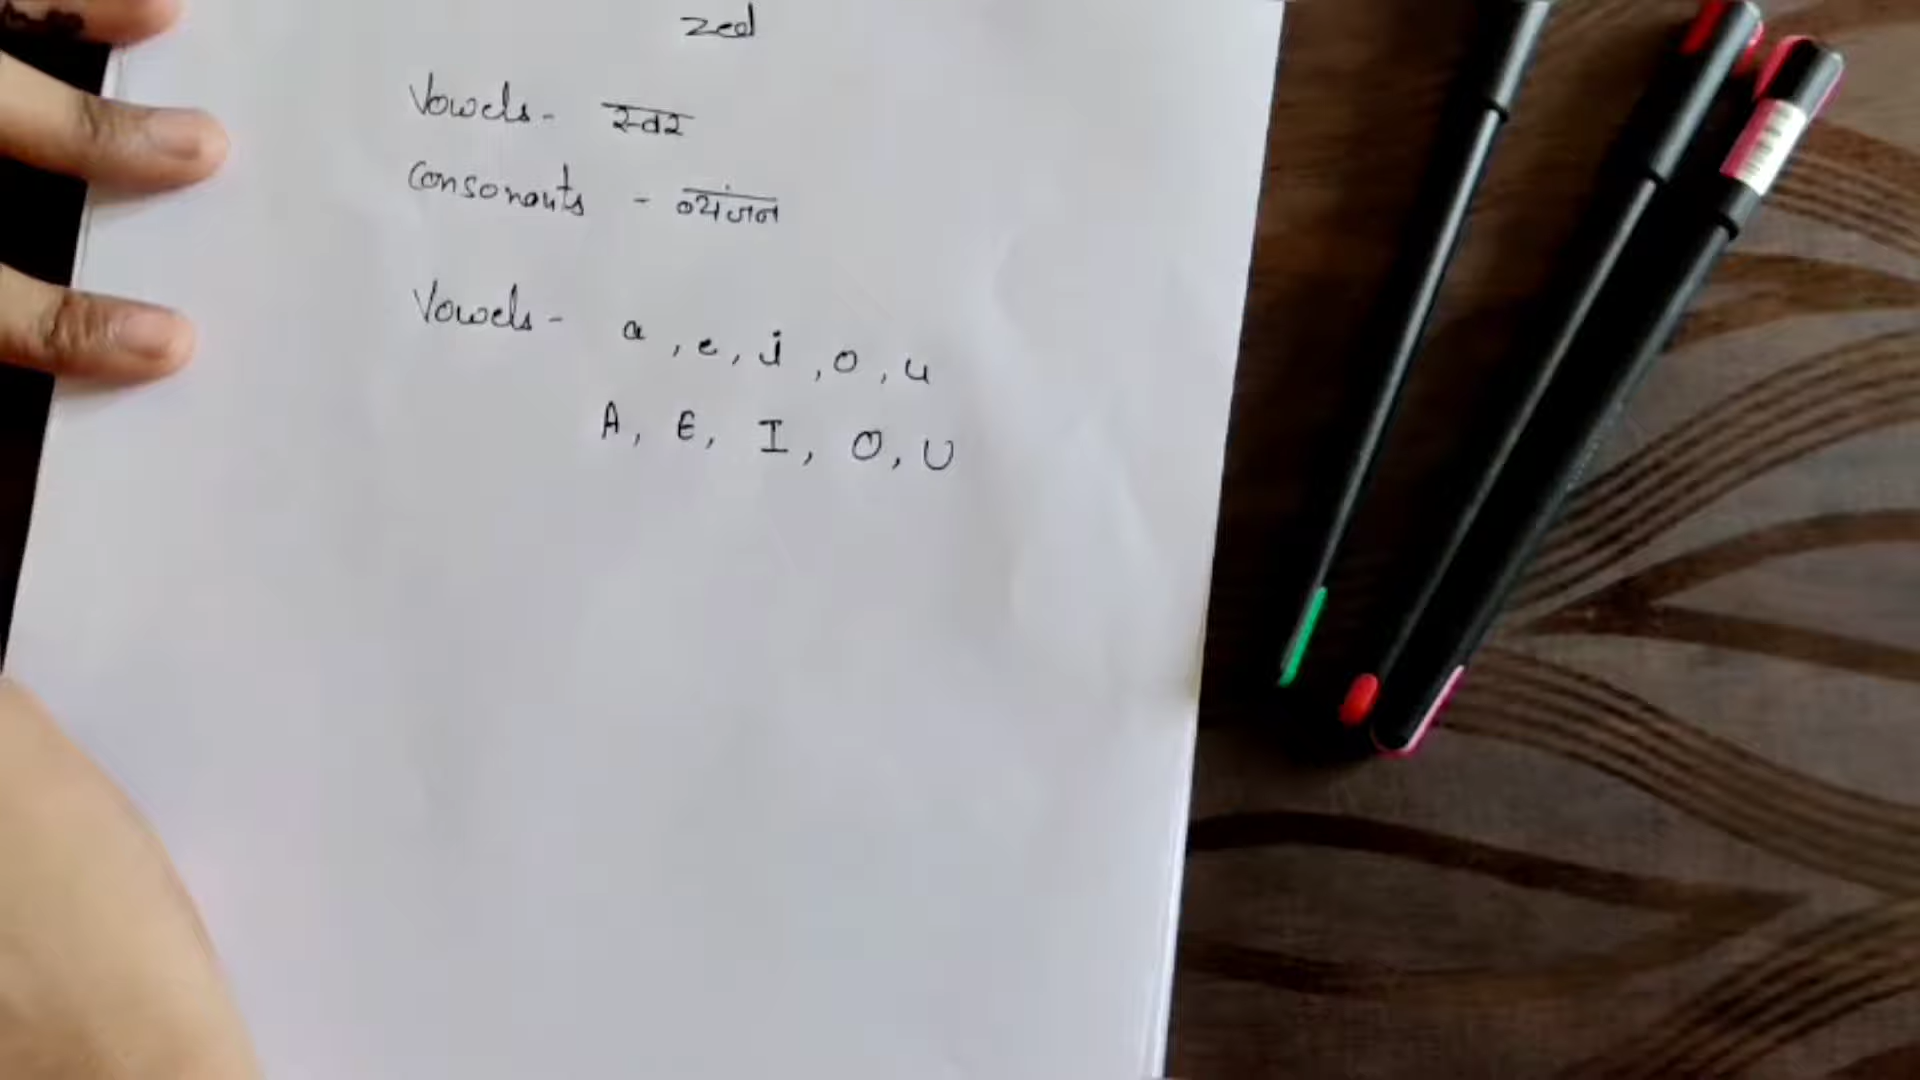 zed
Vowels - स्वर
Consonants - व्यंजन
Vowels - a, e, i, o, u
A, E, I, O, U